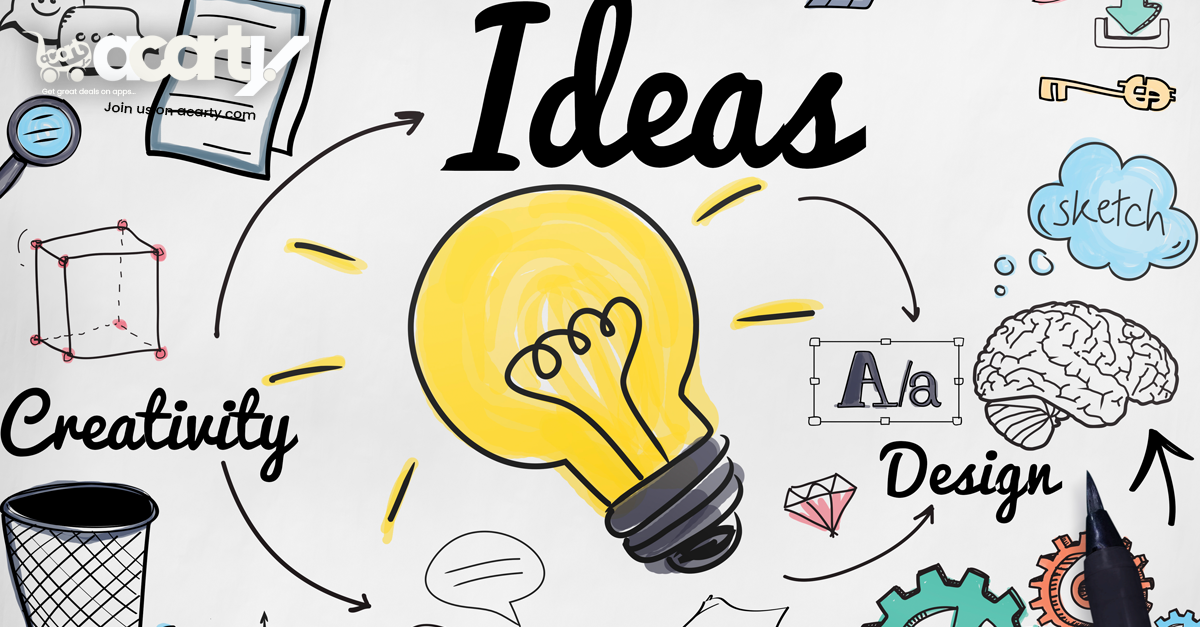 acarty!
Get great deals on apps...
Join us on acarty.com
Ideas
sketch
A/a
Creativity
Design